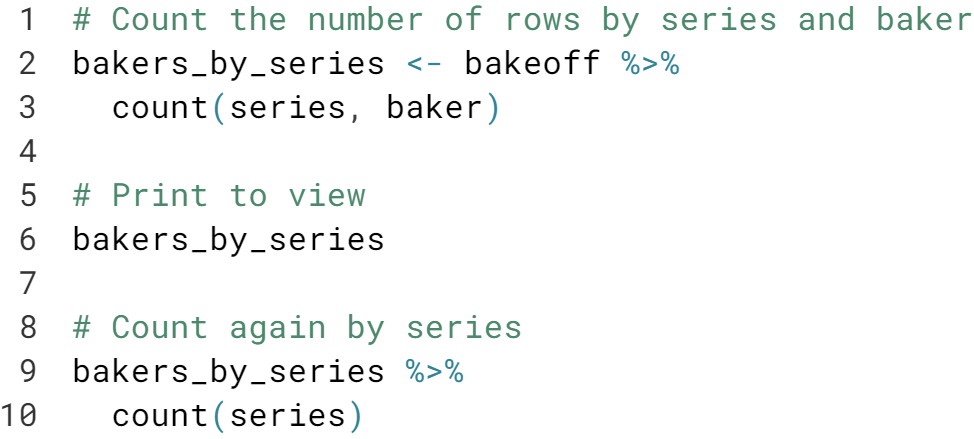 1 # Count the number of rows by series and baker
2 bakers_by_series <- bakeoff %>%
3   count(series, baker)
4
5 # Print to view
6 bakers_by_series
7
8 # Count again by series
9 bakers_by_series %>%
10   count(series)